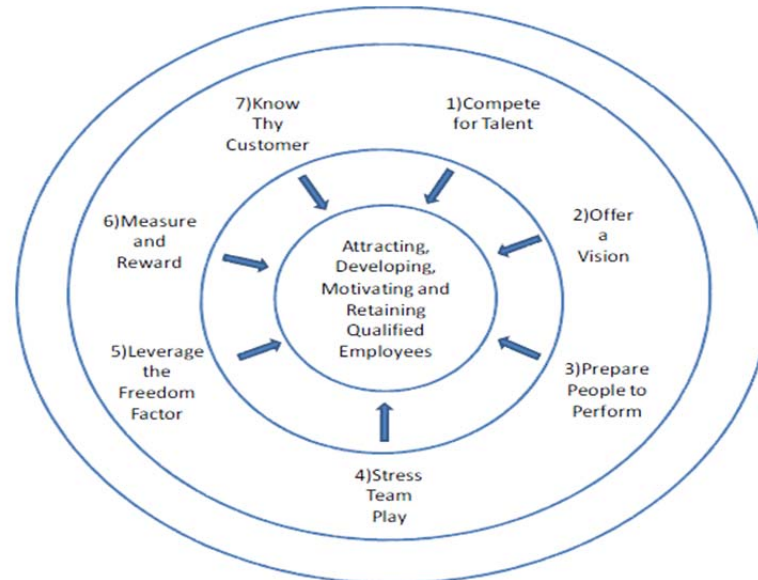 7)Know
Thy
Customer
1)Compete
for Talent
2)Offer
a
Vision
6)Measure
and
Reward
Attracting,
Developing,
Motivating and
Retaining
Qualified
Employees
5)Leverage
the
Freedom
Factor
3)Prepare
People to
Perform
4)Stress
Team
Play